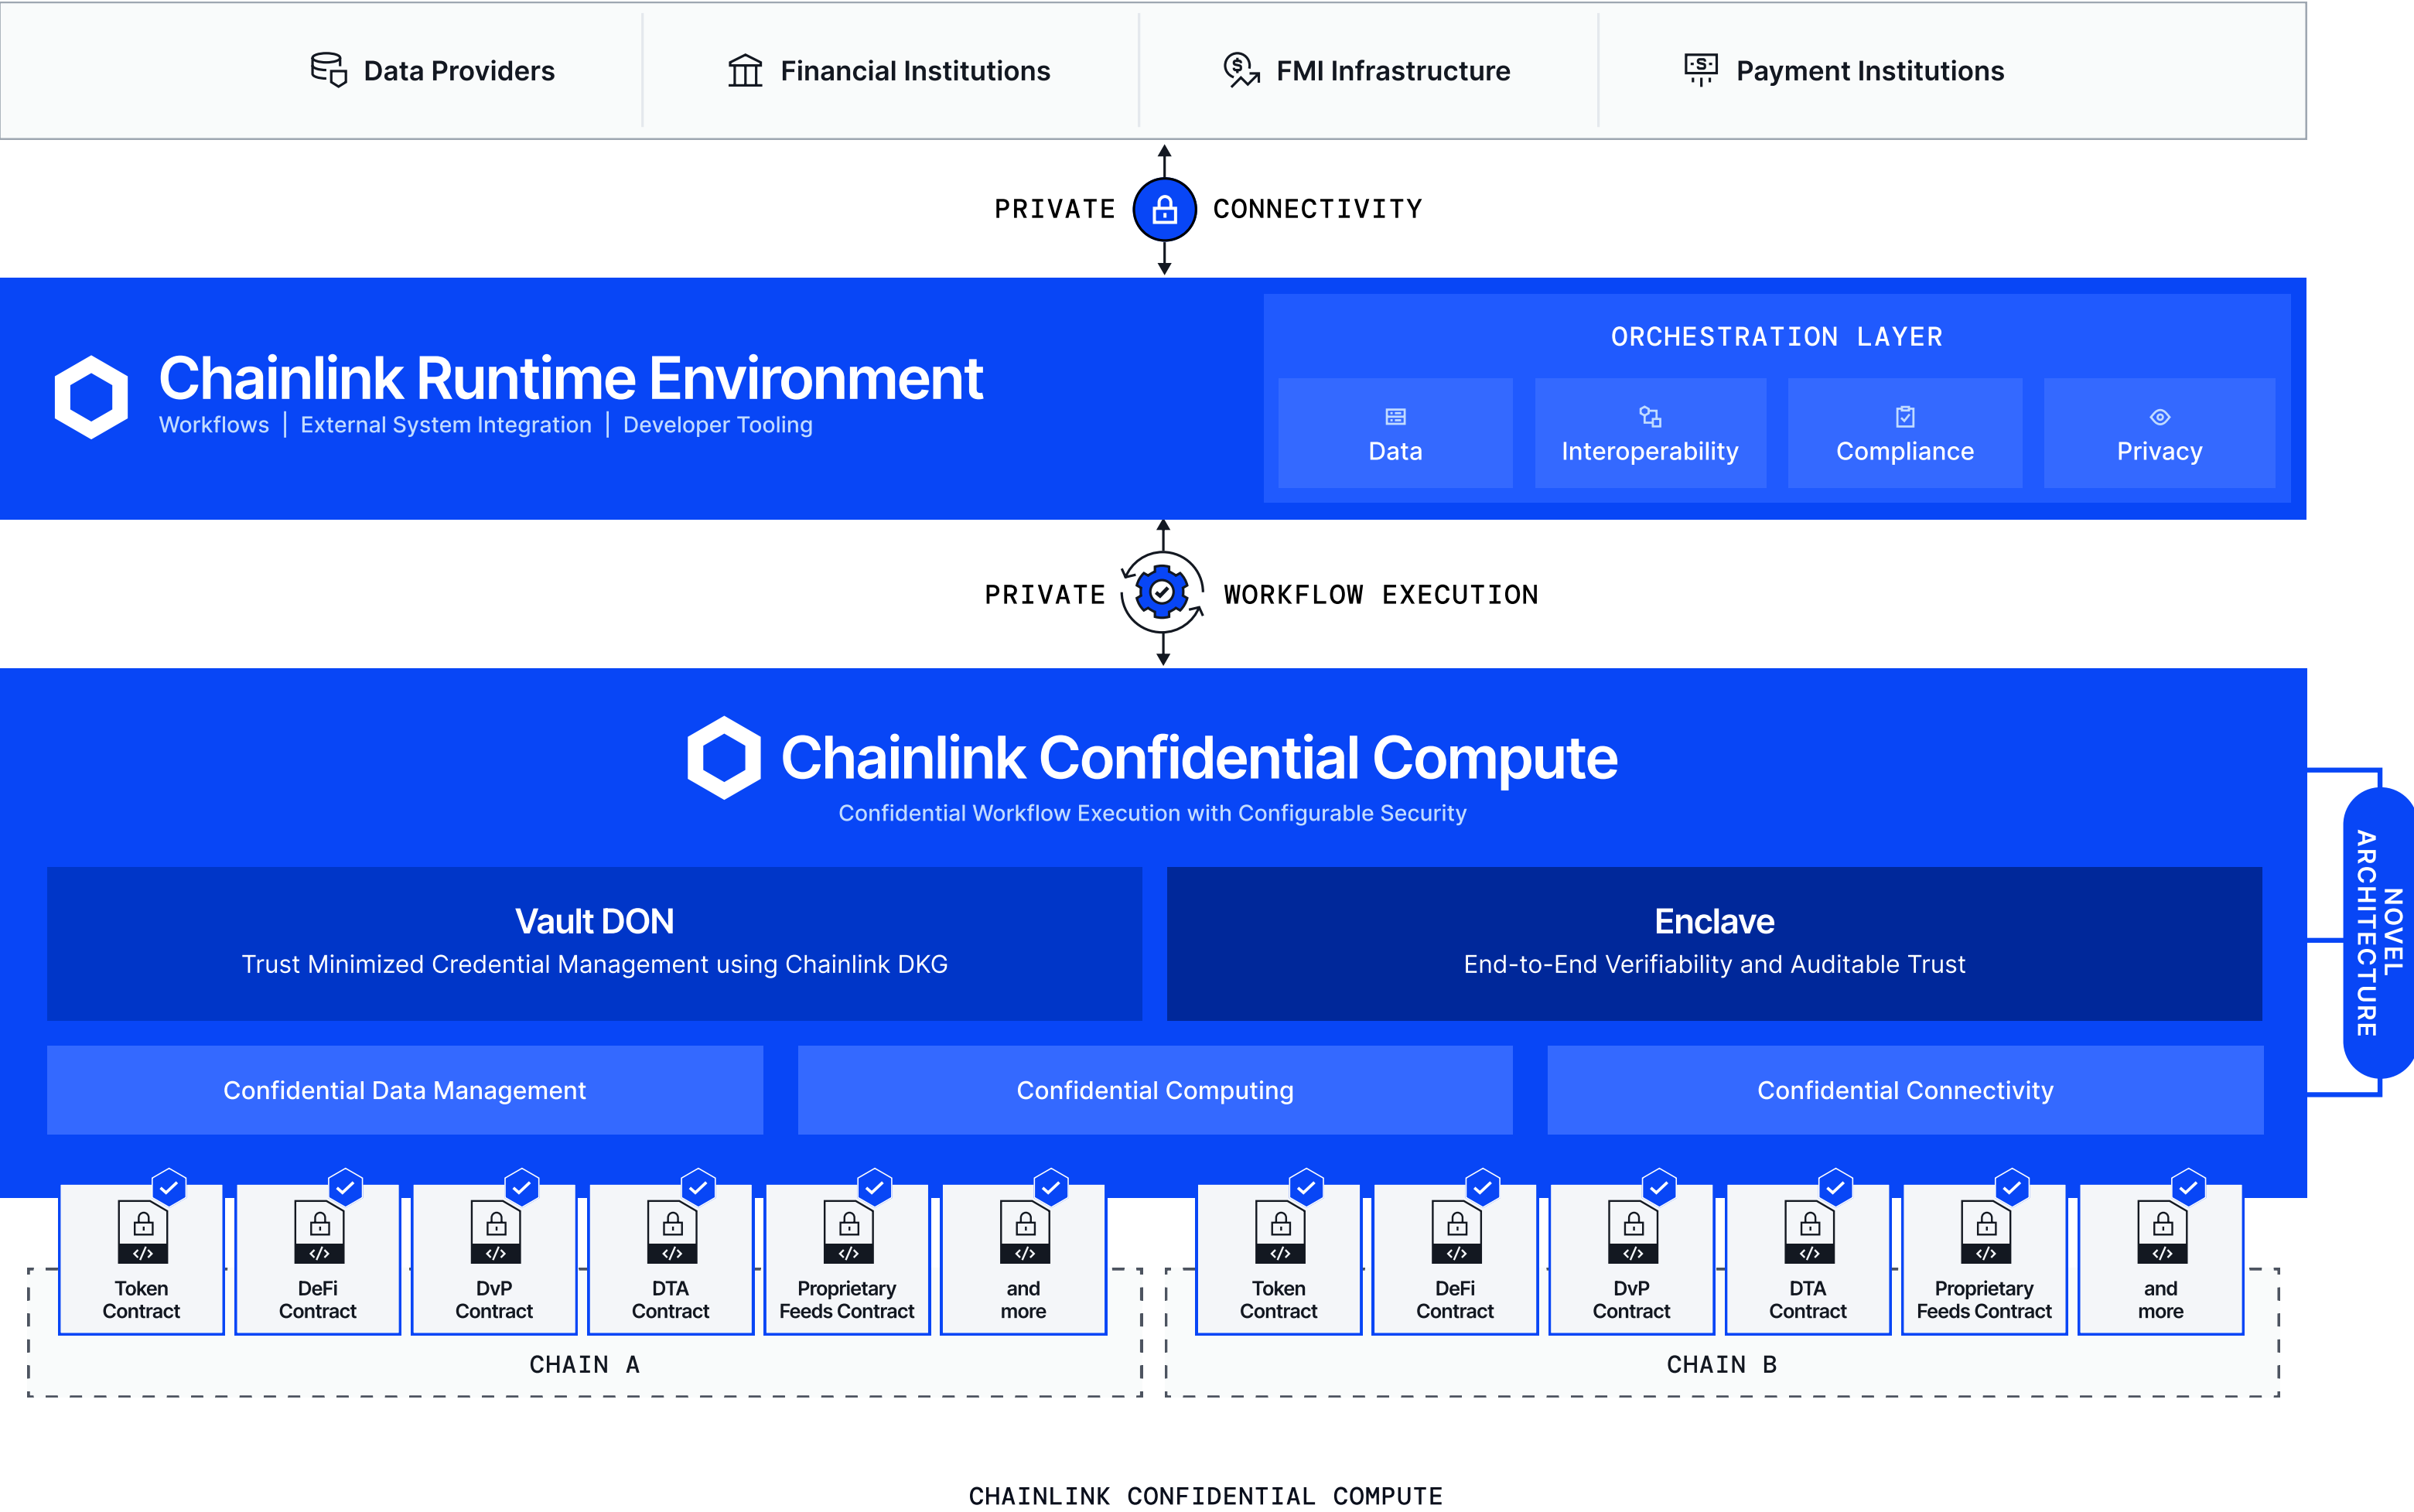 Data Providers
Financial Institutions
FMI Infrastructure
Payment Institutions
PRIVATE CONNECTIVITY
Chainlink Runtime Environment
Workflows | External System Integration | Developer Tooling
ORCHESTRATION LAYER
Data
Interoperability
Compliance
Privacy
PRIVATE WORKFLOW EXECUTION
Chainlink Confidential Compute
Confidential Workflow Execution with Configurable Security
Vault DON
Trust Minimized Credential Management using Chainlink DKG
Enclave
End-to-End Verifiability and Auditable Trust
NOVEL
ARCHITECTURE
Confidential Data Management
Confidential Computing
Confidential Connectivity
Token
Contract
DeFi
Contract
DvP
Contract
DTA
Contract
Proprietary
Feeds Contract
and
more
CHAIN A
Token
Contract
DeFi
Contract
DvP
Contract
DTA
Contract
Proprietary
Feeds Contract
and
more
CHAIN B
CHAINLINK CONFIDENTIAL COMPUTE